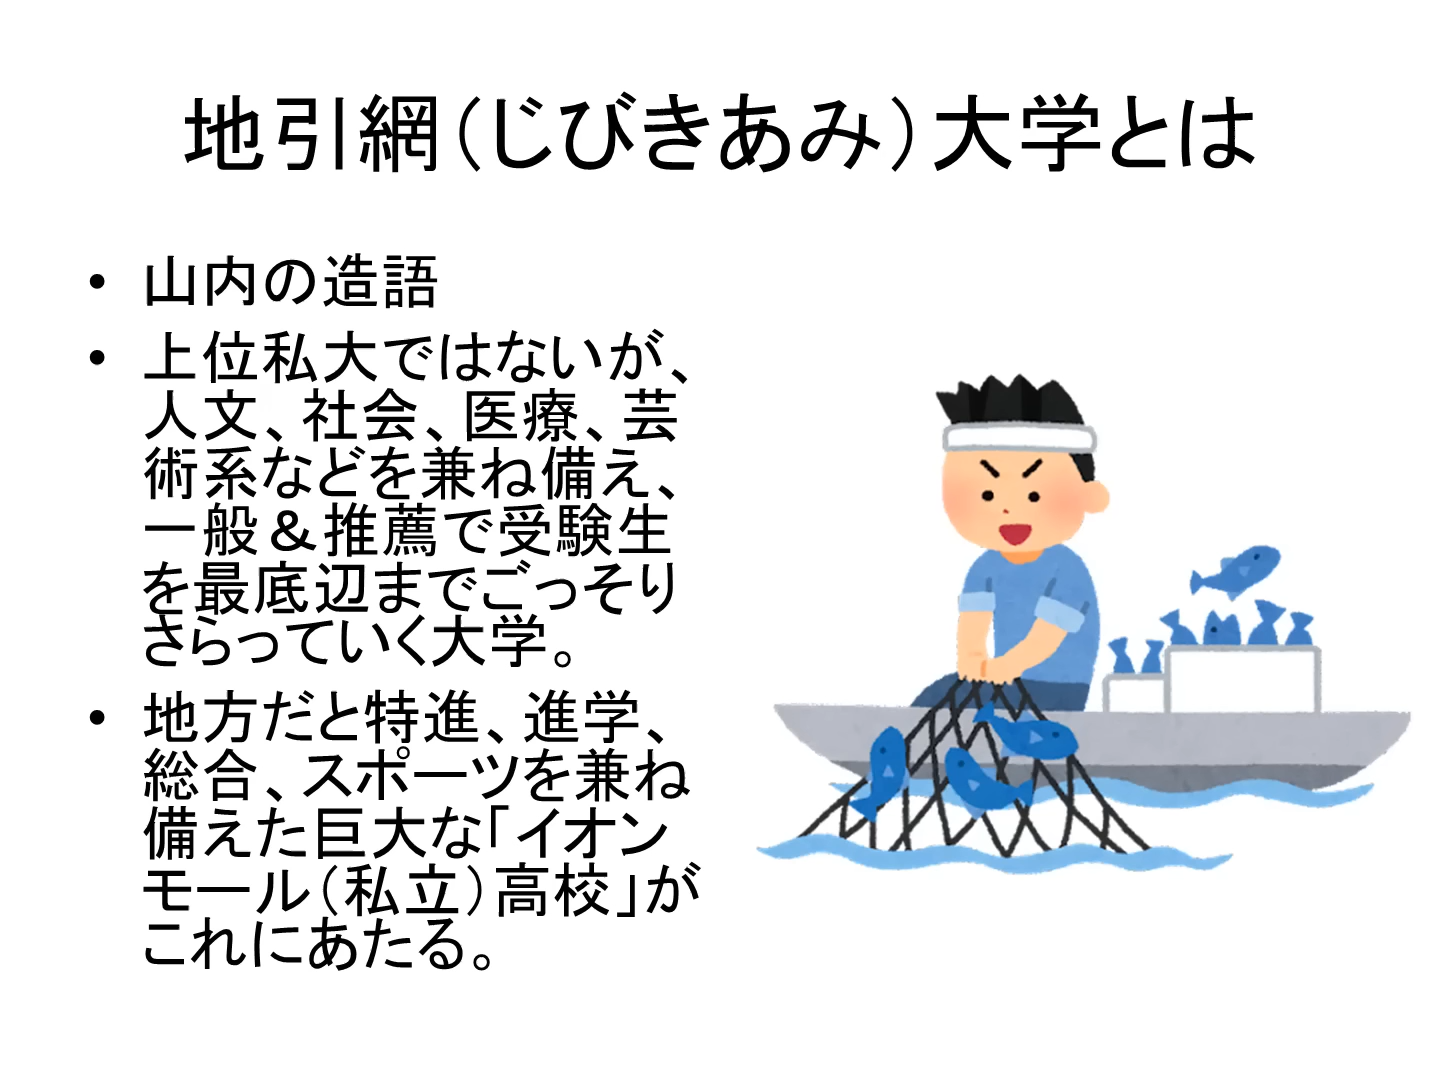 地引網（じびきあみ）大学とは
• 山内の造語
• 上位私大ではないが、
人文、社会、医療、芸
術系などを兼ね備え、
一般＆推薦で受験生
を最底辺までごっそり
さらっていく大学。
• 地方だと特進、進学、
総合、スポーツを兼ね
備えた巨大な「イオン
モール（私立）高校」が
これにあたる。